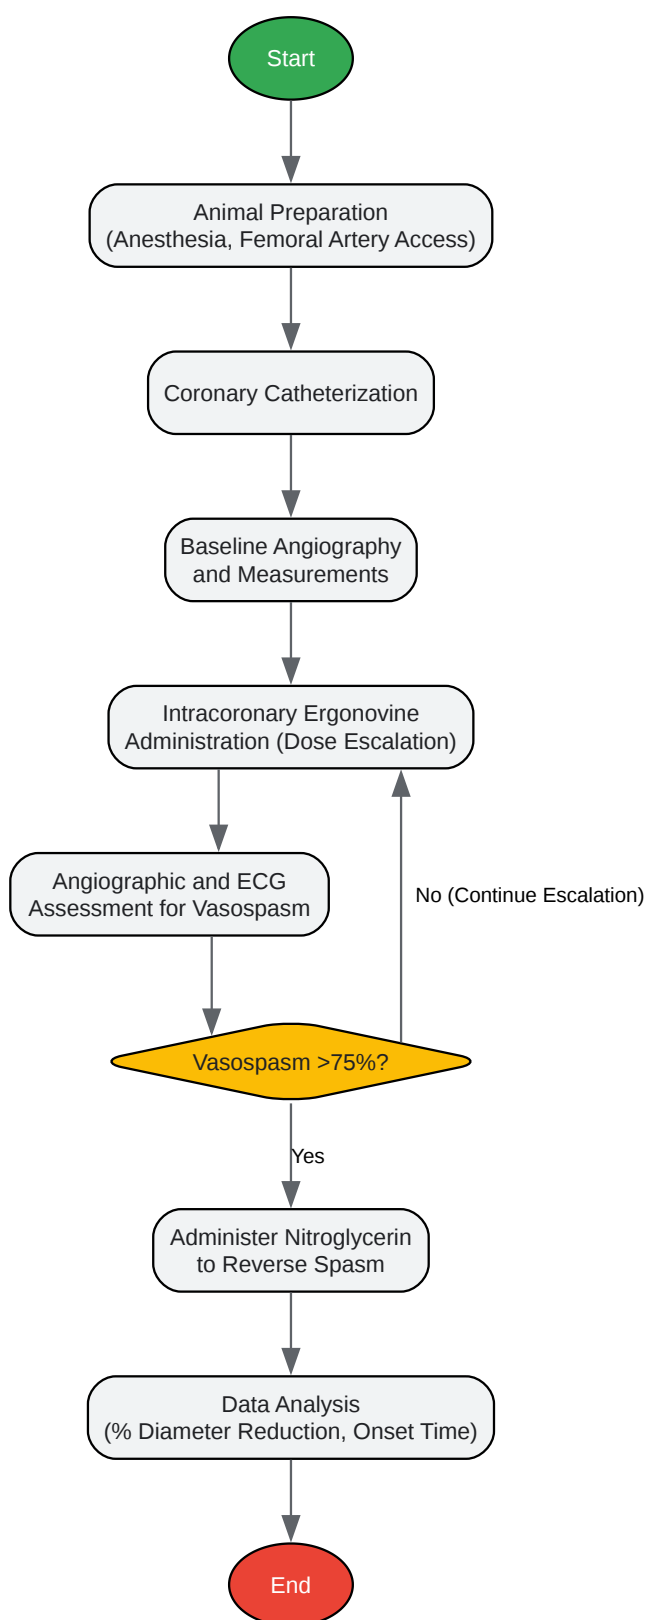 Start
Animal Preparation
(Anesthesia, Femoral Artery Access)
Coronary Catheterization
Baseline Angiography
and Measurements
Intracoronary Ergonovine
Administration (Dose Escalation)
Angiographic and ECG
Assessment for Vasospasm
No (Continue Escalation)
Vasospasm >75%?
Yes
Administer Nitroglycerin
to Reverse Spasm
Data Analysis
(% Diameter Reduction, Onset Time)
End